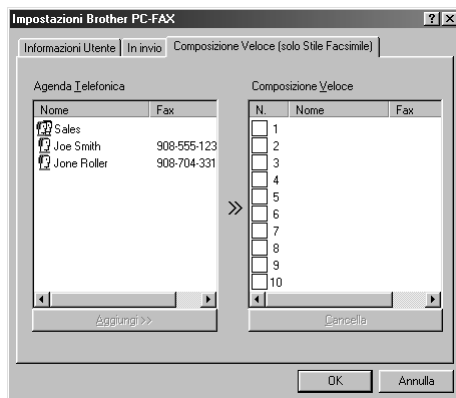 Impostazioni Brother PC-FAX
Informazioni Utente In invio Composizione Veloce (solo Stile Facsimile)
Agenda Telefonica Composizione Veloce
Nome Fax N. Nome Fax
Sales 1
Joe Smith 908-555-123 2
Jone Roller 908-704-331 3
4
5
6
7
8
9
10
Aggiungi >> Cancella
OK Annulla